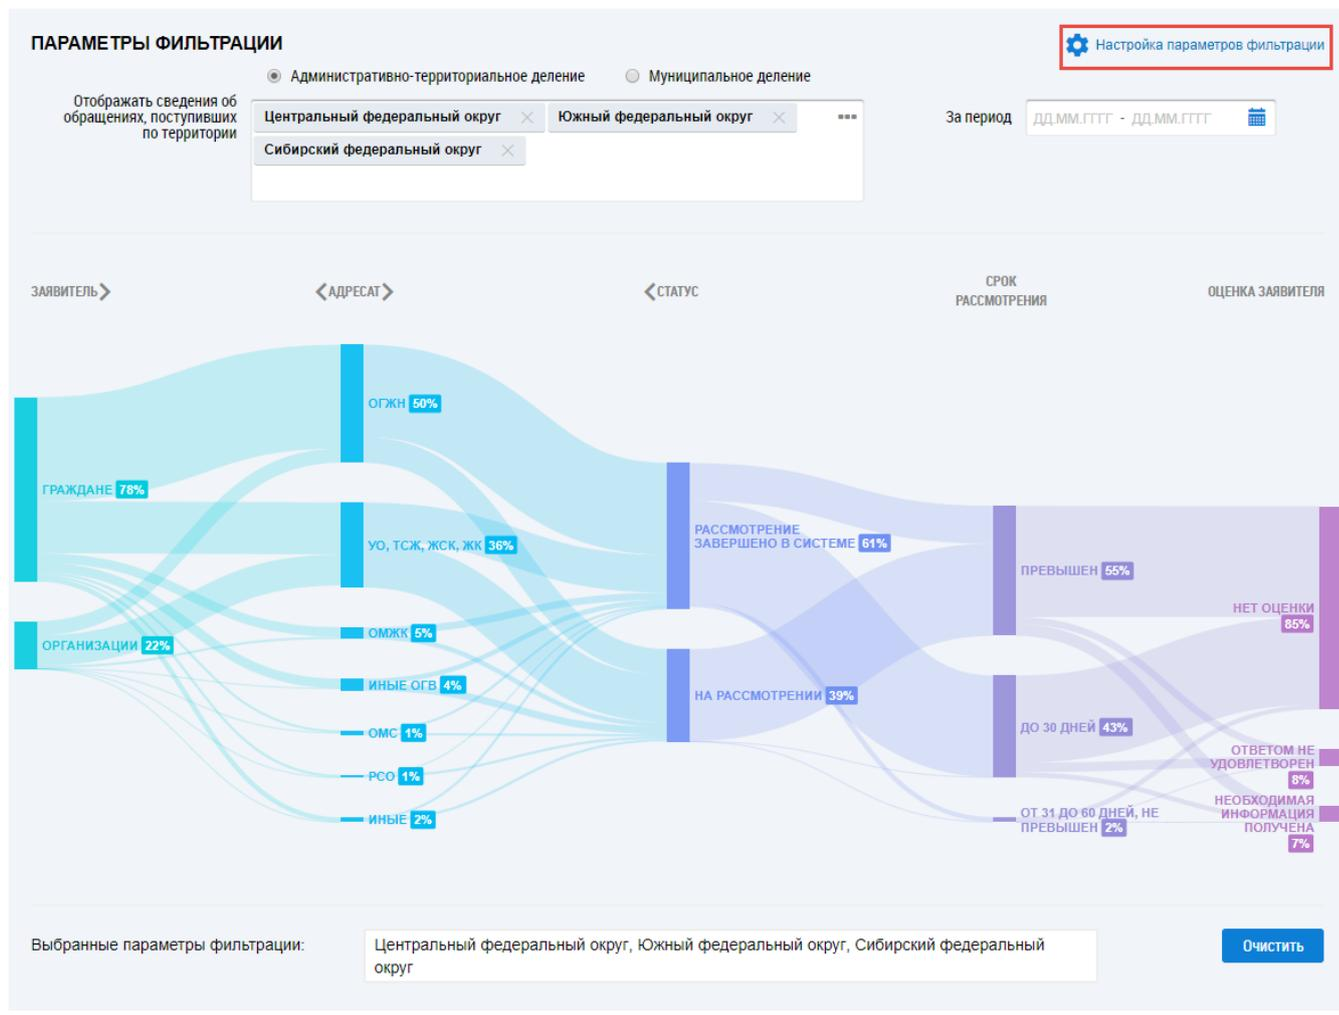 ПАРАМЕТРЫ ФИЛЬТРАЦИИ
Настройка параметров фильтрации
Административно-территориальное деление
Муниципальное деление
Отображать сведения об
обращениях, поступивших
по территории
Центральный федеральный округ
Южный федеральный округ
Сибирский федеральный округ
За период
ДД.ММ.ГГГГ - ДД.ММ.ГГГГ
ЗАЯВИТЕЛЬ
АДРЕСАТ
СТАТУС
СРОК
РАССМОТРЕНИЯ
ОЦЕНКА ЗАЯВИТЕЛЯ
ГРАЖДАНЕ 78%
ОРГАНИЗАЦИИ 22%
ОГЖН 50%
УО, ТСЖ, ЖСК, ЖК 36%
ОМЖК 5%
ИНЫЕ ОГВ 4%
ОМС 1%
РСО 1%
ИНЫЕ 2%
РАССМОТРЕНИЕ
ЗАВЕРШЕНО В СИСТЕМЕ 61%
НА РАССМОТРЕНИИ 39%
ПРЕВЫШЕН 55%
ДО 30 ДНЕЙ 43%
ОТ 31 ДО 60 ДНЕЙ, НЕ
ПРЕВЫШЕН 2%
НЕТ ОЦЕНКИ
85%
ОТВЕТОМ НЕ
УДОВЛЕТВОРЕН
8%
НЕОБХОДИМАЯ
ИНФОРМАЦИЯ
ПОЛУЧЕНА
7%
Выбранные параметры фильтрации:
Центральный федеральный округ, Южный федеральный округ, Сибирский федеральный
округ
Очистить